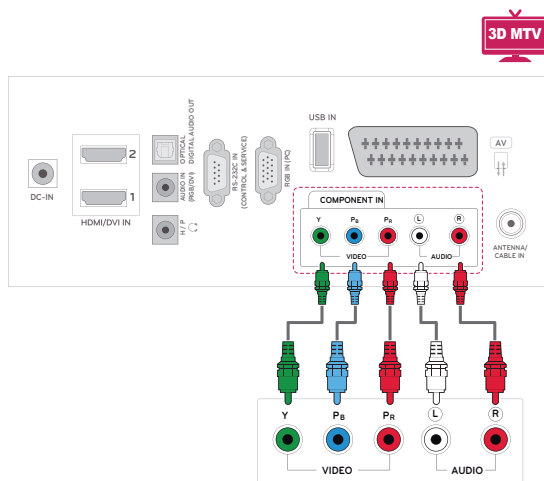 3D MTV
DC-IN
2
1
HDMI/DVI IN
OPTICAL
DIGITAL AUDIO OUT
AUDIO IN
(RGB/DVI)
H / P
RS-232C IN
(CONTROL & SERVICE)
RGB IN (PC)
USB IN
AV
ANTENNA/
CABLE IN
COMPONENT IN
Y PB PR L R
VIDEO AUDIO
Y PB PR L R
VIDEO AUDIO